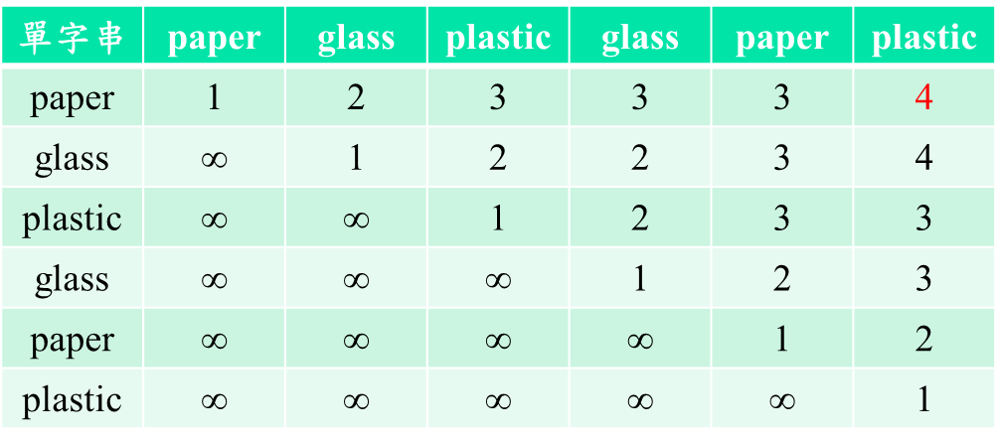 單字串 paper glass plastic glass paper plastic
paper 1 2 3 3 3 4
glass ∞ 1 2 2 3 4
plastic ∞ ∞ 1 2 3 3
glass ∞ ∞ ∞ 1 2 3
paper ∞ ∞ ∞ ∞ 1 2
plastic ∞ ∞ ∞ ∞ ∞ 1